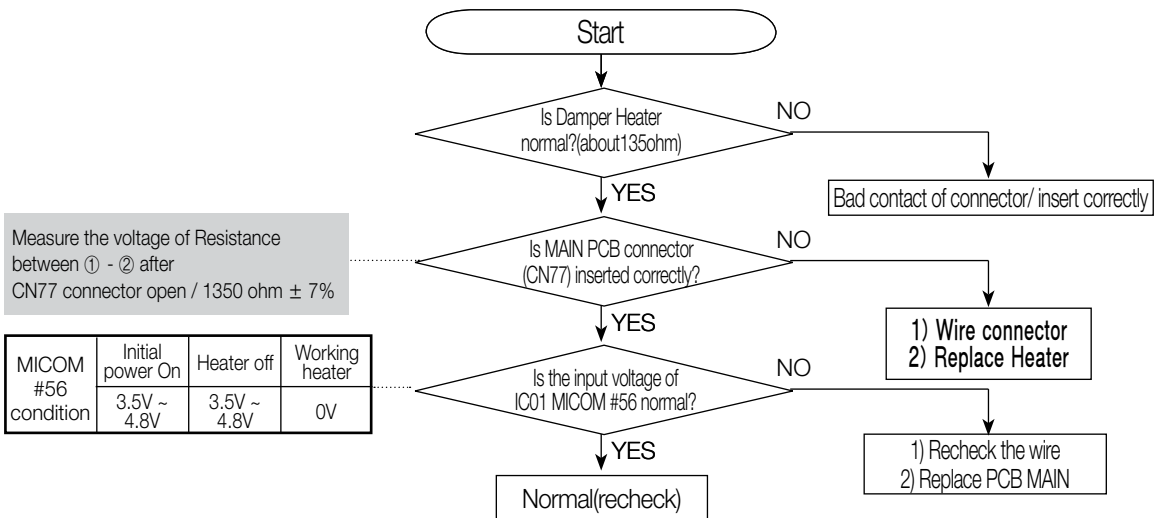 Start
Is Damper Heater
normal?(about135ohm)
NO
YES
Bad contact of connector/ insert correctly
Measure the voltage of Resistance
between ① - ② after
CN77 connector open / 1350 ohm ± 7%
Is MAIN PCB connector
(CN77) inserted correctly?
NO
YES
1) Wire connector
2) Replace Heater
MICOM
#56
condition
Initial
power On
Heater off
Working
heater
3.5V ~
4.8V
3.5V ~
4.8V
0V
Is the input voltage of
IC01 MICOM #56 normal?
NO
YES
1) Recheck the wire
2) Replace PCB MAIN
Normal(recheck)